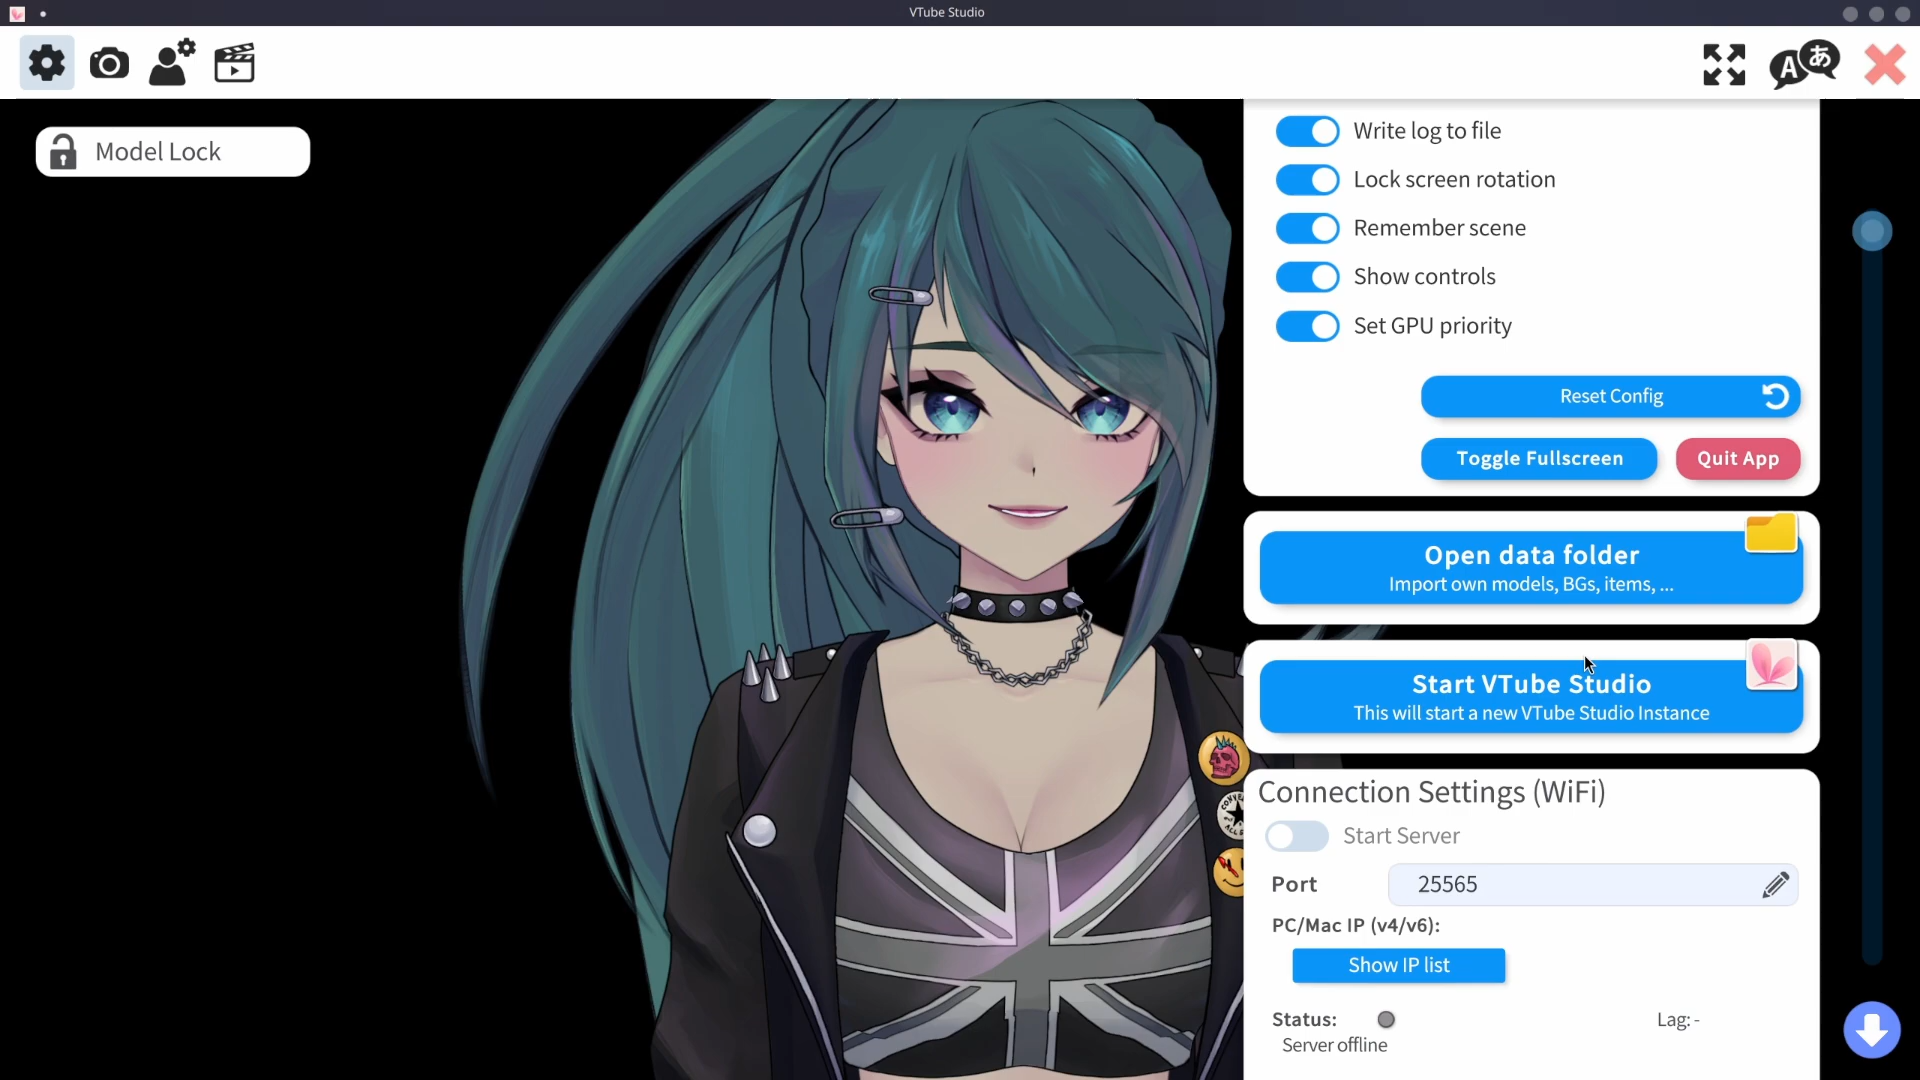 VTube Studio
A あ
Model Lock
Write log to file
Lock screen rotation
Remember scene
Show controls
Set GPU priority
Reset Config
Toggle Fullscreen
Quit App
Open data folder
Import own models, BGs, items, ...
Start VTube Studio
This will start a new VTube Studio Instance
Connection Settings (WiFi)
Start Server
Port
25565
PC/Mac IP (v4/v6):
Show IP list
Status:
Lag: -
Server offline